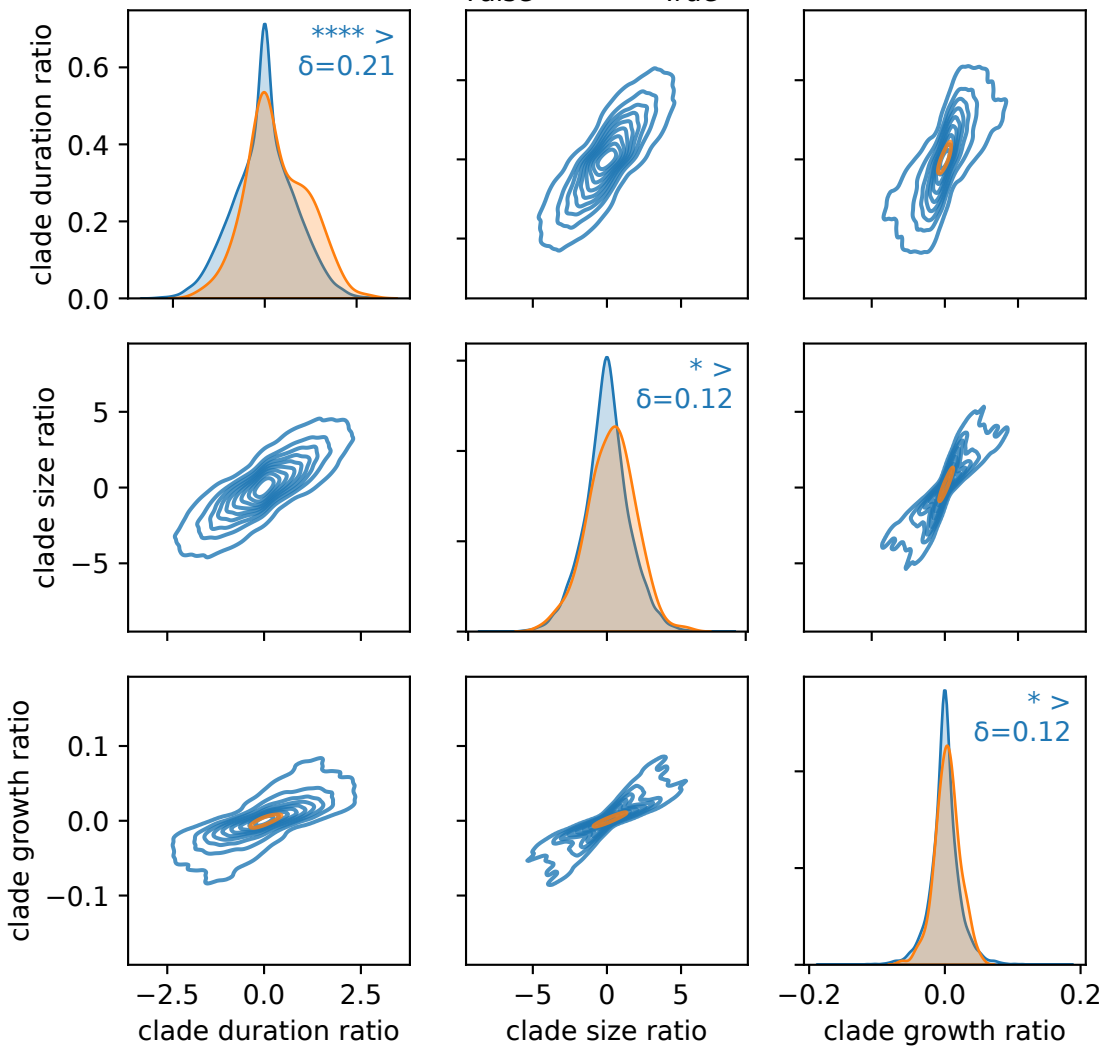 clade duration ratio
0.6
0.4
0.2
0.0
**** >
δ=0.21
clade size ratio
5
0
−5
* >
δ=0.12
clade growth ratio
0.1
0.0
−0.1
* >
δ=0.12
−2.5 0.0 2.5
−5 0 5
−0.2 0.0 0.2
clade duration ratio
clade size ratio
clade growth ratio